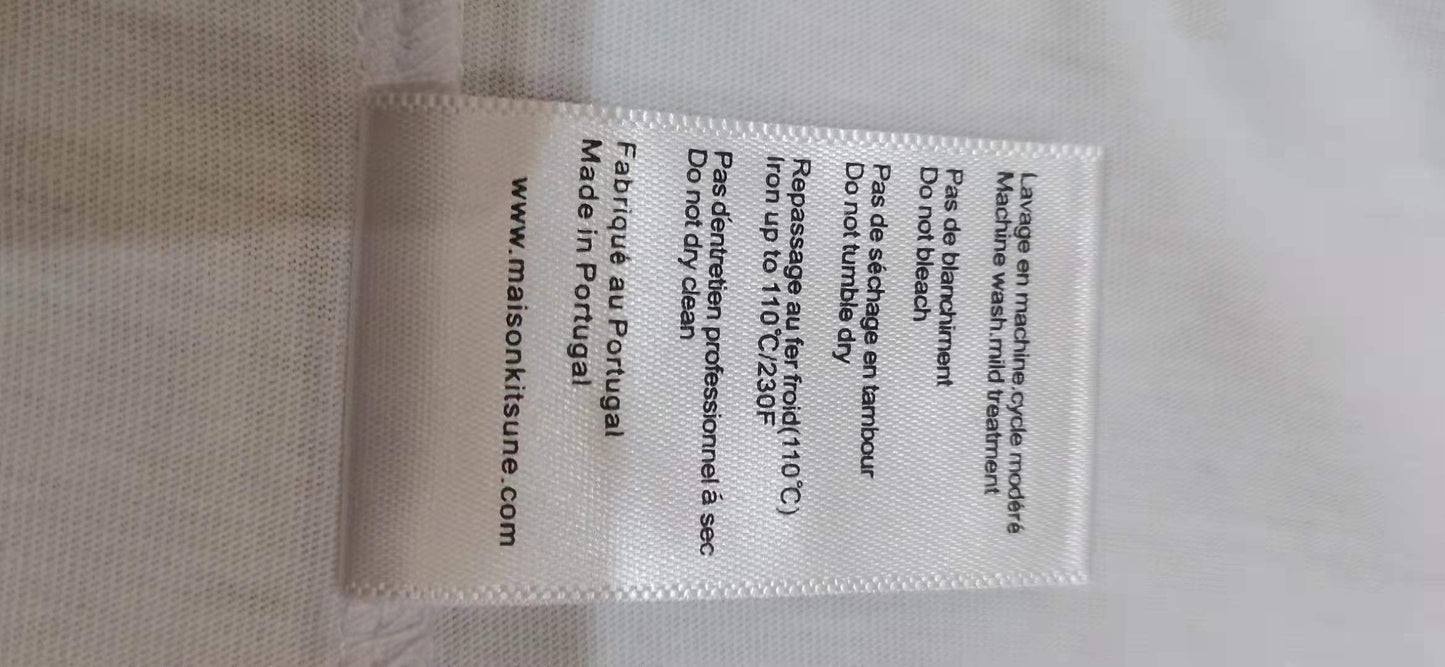 Lavage en machine.cycle modéré
Machine wash.mild treatment
Pas de blanchiment
Do not bleach
Pas de séchage en tambour
Do not tumble dry
Repassage au fer froid(110°C)
Iron up to 110°C/230F
Pas d'entretien professionnel á sec
Do not dry clean
Fabriqué au Portugal
Made in Portugal
www.maisonkitsune.com